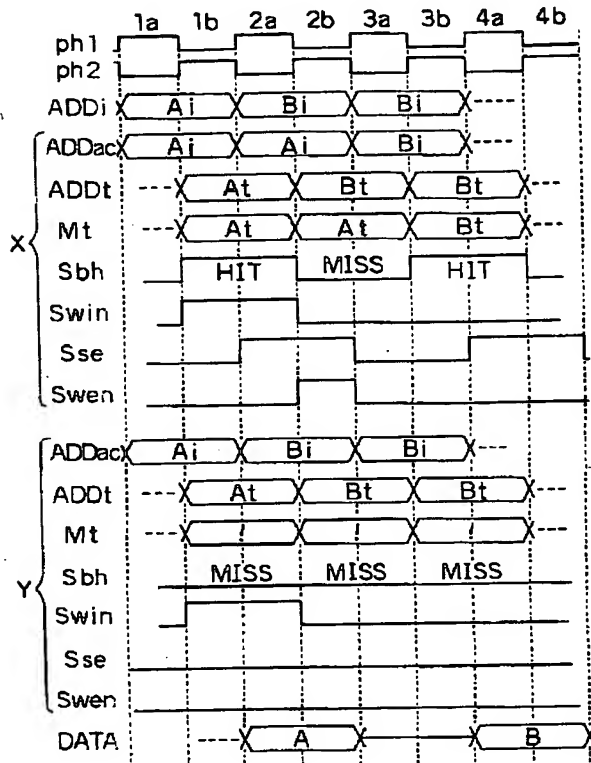 1a 1b 2a 2b 3a 3b 4a 4b
ph1
ph2
ADDi Ai Bi Bi
X
ADDac Ai Ai Bi
ADDt At Bt Bt
Mt At At Bt
Sbh HIT MISS HIT
Swin
Sse
Swen
Y
ADDac Ai Bi Bi
ADDt At Bt Bt
Mt
Sbh MISS MISS MISS
Swin
Sse
Swen
DATA A B